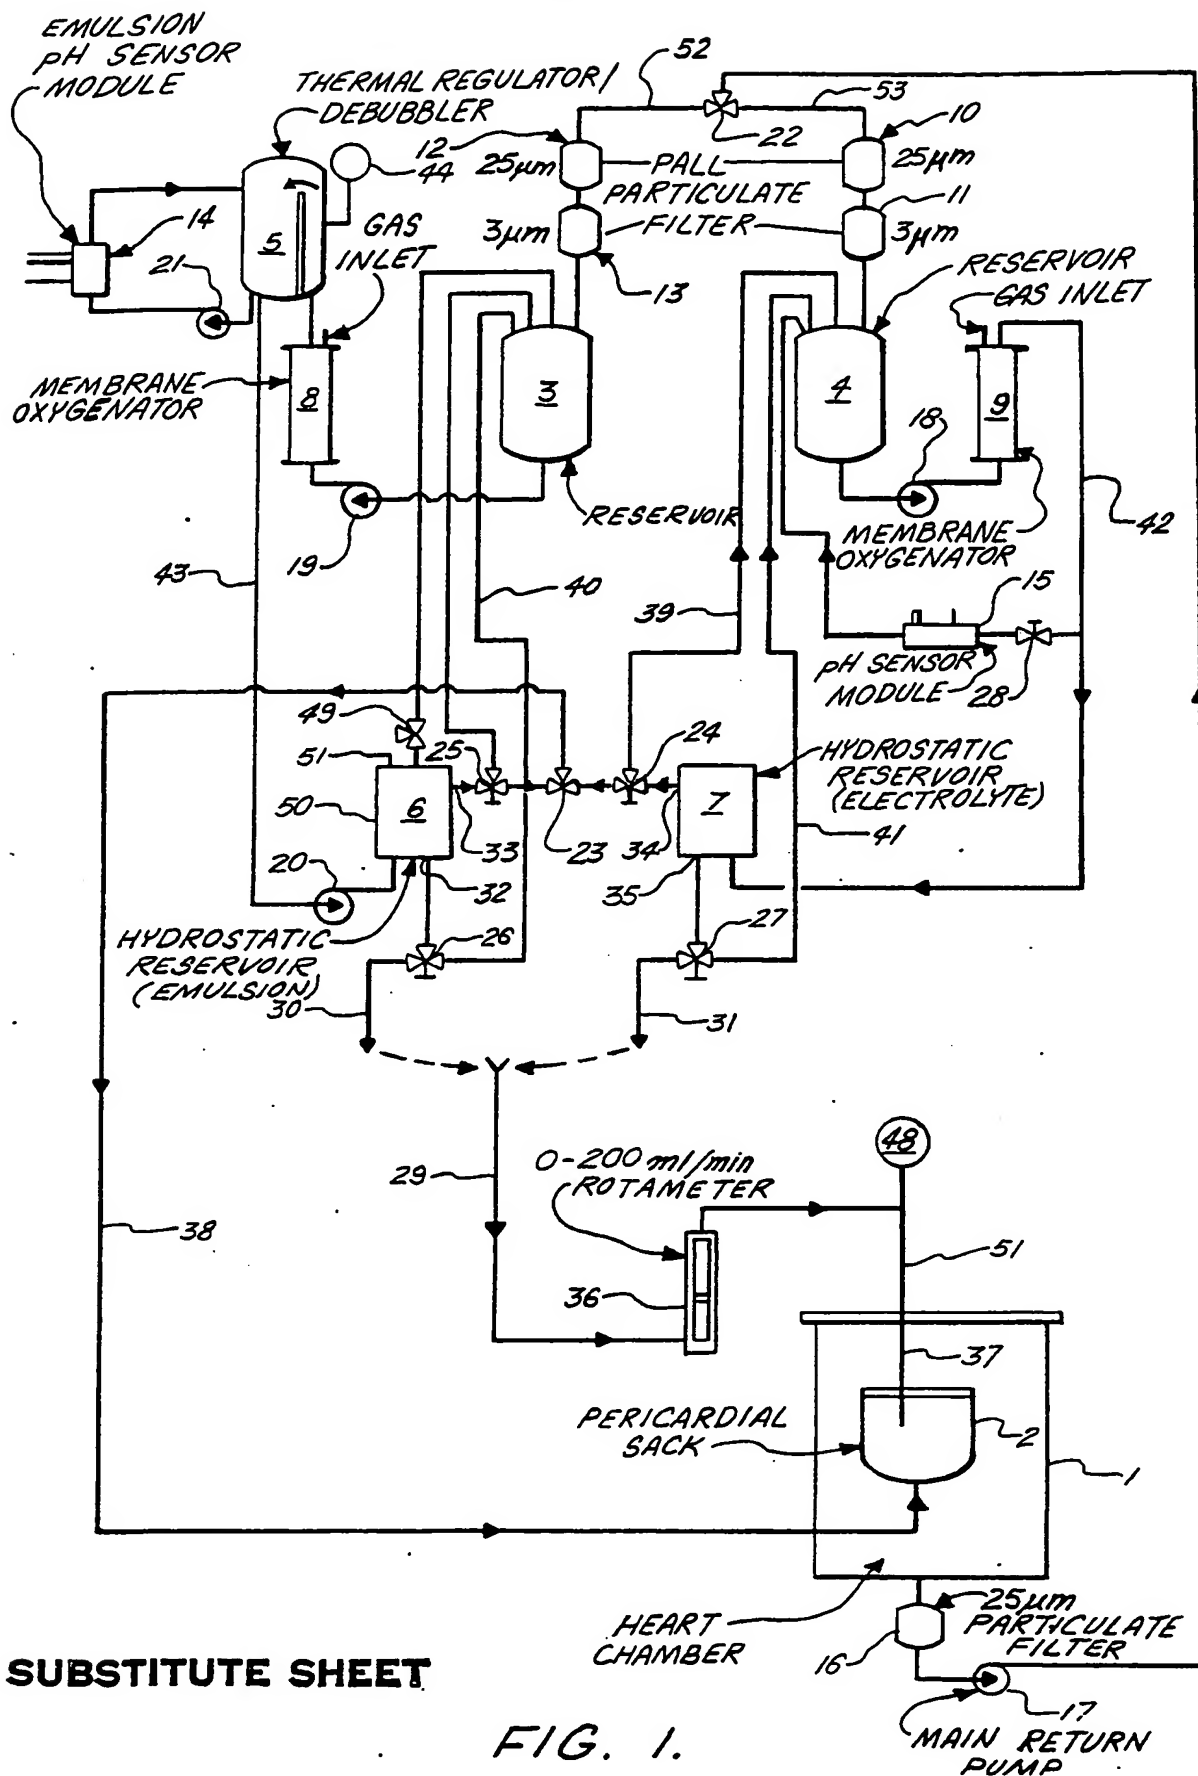 EMULSION
pH SENSOR
MODULE
THERMAL REGULATOR/
DEBUBBLER
52
53
12
22
10
25μm
PALL
25μm
44
PARTICULATE
14
GAS
11
5
3μm
FILTER
3μm
INLET
21
RESERVOIR
13
GAS INLET
MEMBRANE
OXYGENATOR
8
3
4
9
18
19
RESERVOIR
MEMBRANE
OXYGENATOR
42
43
40
39
15
pH SENSOR
MODULE
28
49
51
25
24
HYDROSTATIC
RESERVOIR
(ELECTROLYTE)
50
6
7
33
23
34
41
20
32
35
HYDROSTATIC
RESERVOIR
(EMULSION)
26
27
30
31
48
0-200 ml/min
ROTAMETER
29
38
51
36
37
PERICARDIAL
SACK
2
1
HEART
CHAMBER
25μm
PARTICULATE
FILTER
16
17
MAIN RETURN
PUMP
SUBSTITUTE SHEET
FIG. 1.